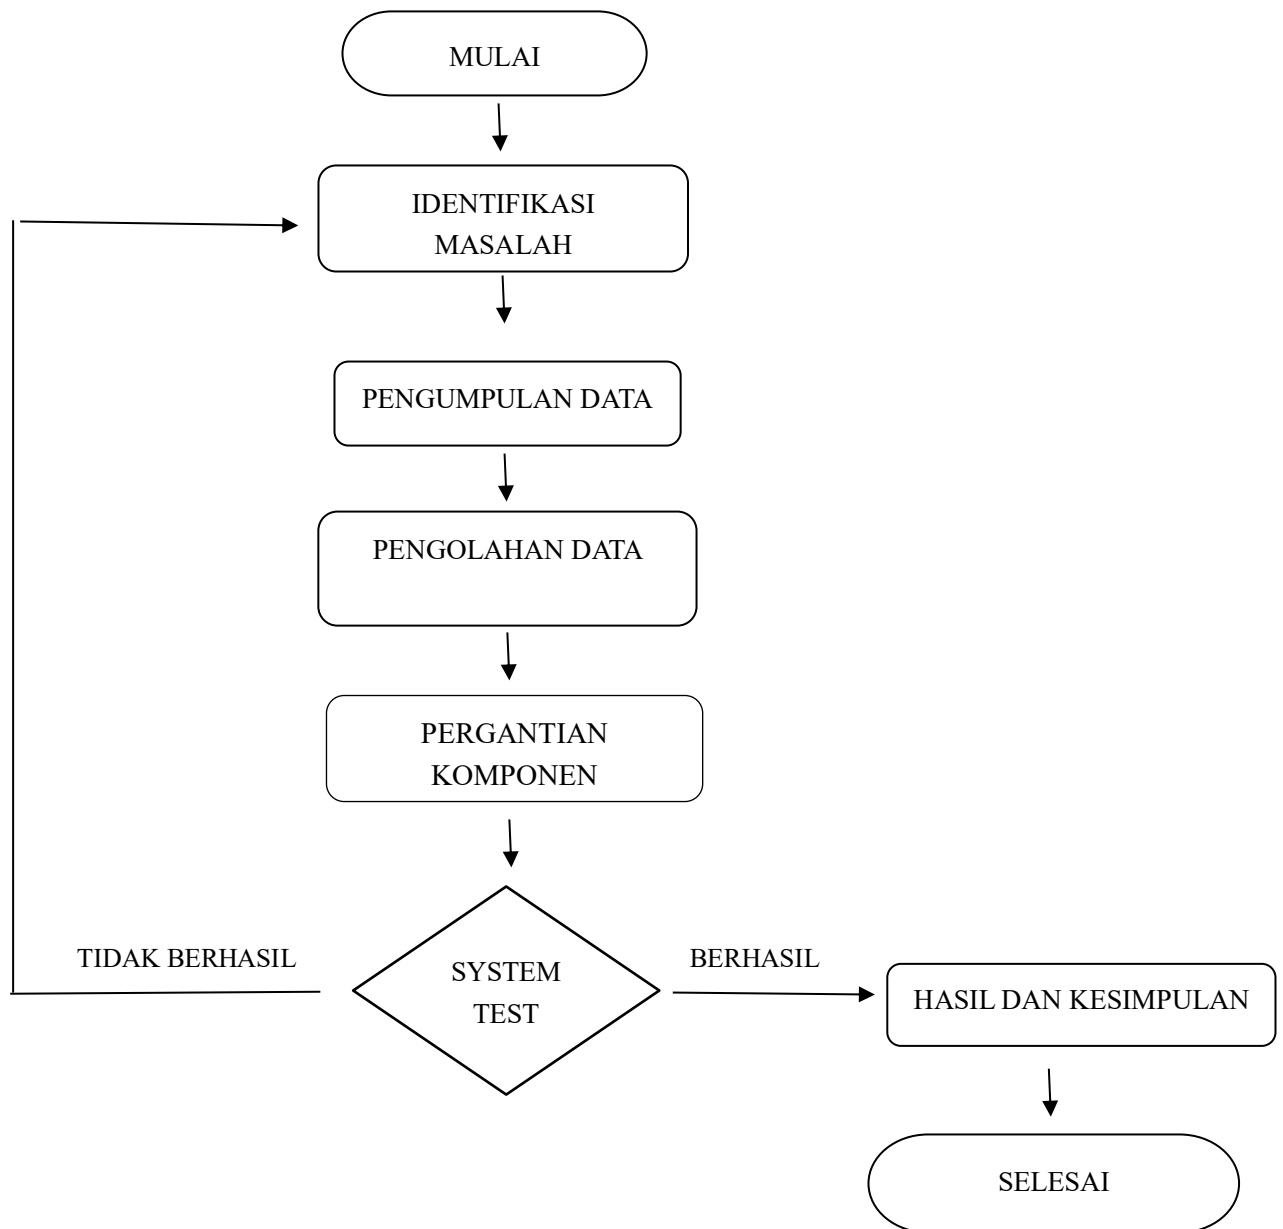 MULAI
IDENTIFIKASI
MASALAH
PENGUMPULAN DATA
PENGOLAHAN DATA
PERGANTIAN
KOMPONEN
TIDAK BERHASIL
SYSTEM
TEST
BERHASIL
HASIL DAN KESIMPULAN
SELESAI